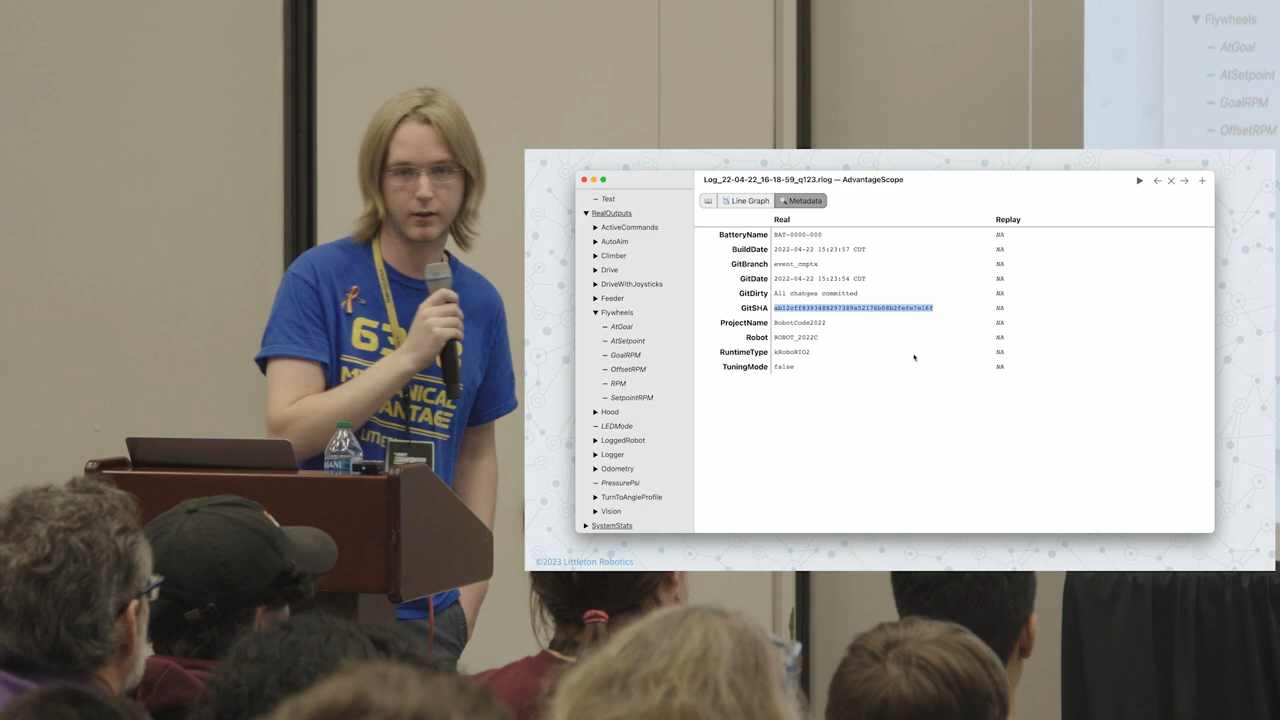 Flywheels
AtGoal
AtSetpoint
GoalRPM
OffsetRPM
Log_22-04-22_16-18-59_q123.rlog — AdvantageScope
Line Graph
Metadata
Real
Replay
BatteryName BAT-0000-000 NA
BuildDate 2022-04-22 15:23:57 CDT NA
GitBranch event_cmptx NA
GitDate 2022-04-22 15:23:54 CDT NA
GitDirty All changes committed NA
GitSHA NA
ProjectName RobotCode2022 NA
Robot ROBOT_2022C NA
RuntimeType kRoboRIO2 NA
TuningMode false NA
Test
RealOutputs
ActiveCommands
AutoAim
Climber
Drive
DriveWithJoysticks
Feeder
Flywheels
AtGoal
AtSetpoint
GoalRPM
OffsetRPM
RPM
SetpointRPM
Hood
LEDMode
LoggedRobot
Logger
Odometry
PressurePsi
TurnToAngleProfile
Vision
SystemStats
©2023 Littleton Robotics